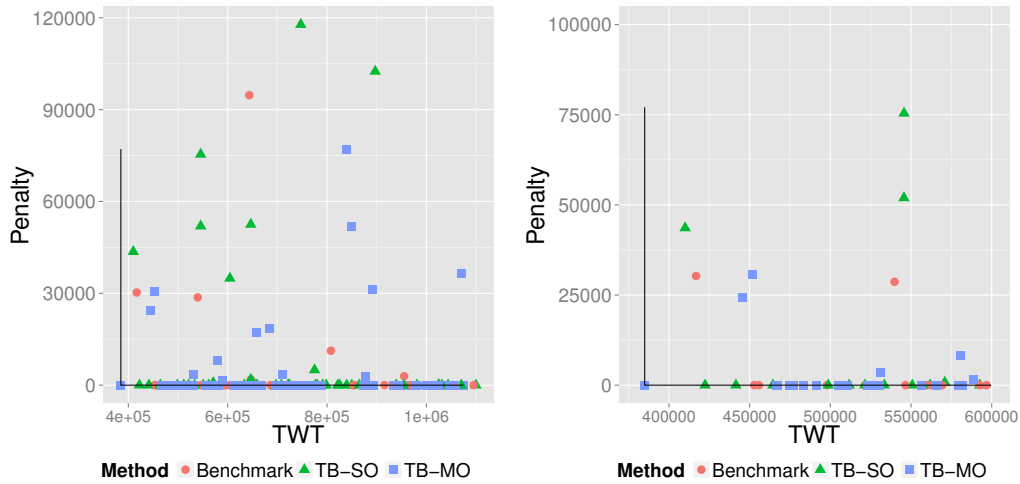 120000
90000
60000
30000
0
Penalty
4e+05
6e+05
8e+05
1e+06
TWT
Method Benchmark TB−SO TB−MO
100000
75000
50000
25000
0
Penalty
400000
450000
500000
550000
600000
TWT
Method Benchmark TB−SO TB−MO